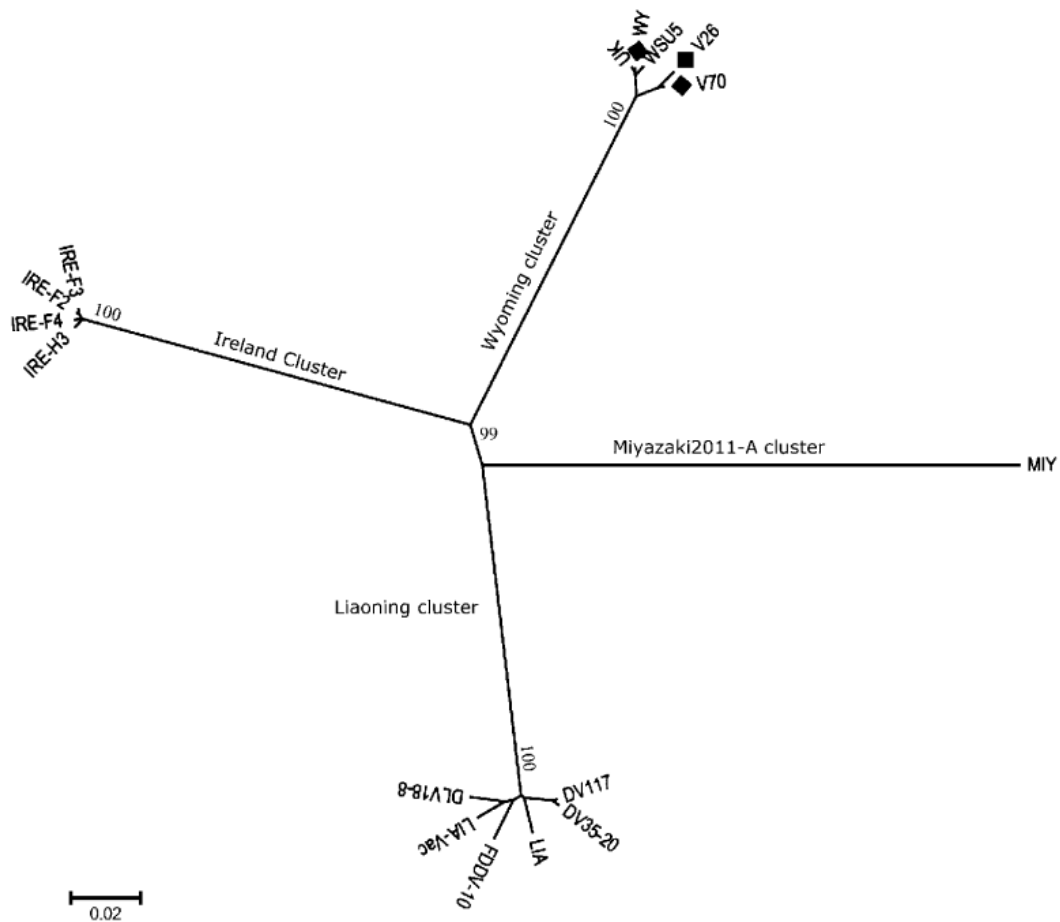 WY
UK
WSU5
V26
V70
100
Wyoming cluster
IRE-F3
IRE-F2
IRE-F4
IRE-H3
100
Ireland Cluster
99
Miyazaki2011-A cluster
MIY
Liaoning cluster
100
DLV18-8
LIA-Vac
FDDV-10
LIA
DV117
DV35-20
0.02